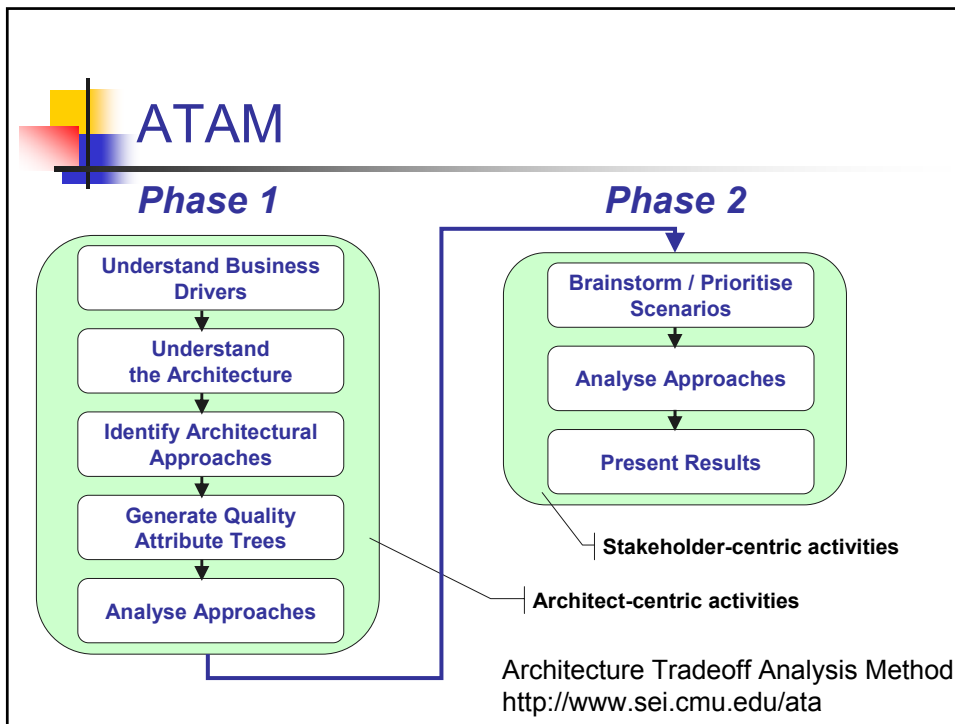 ATAM
Phase 1
Understand Business
Drivers
Understand
the Architecture
Identify Architectural
Approaches
Generate Quality
Attribute Trees
Analyse Approaches
Phase 2
Brainstorm / Prioritise
Scenarios
Analyse Approaches
Present Results
Stakeholder-centric activities
Architect-centric activities
Architecture Tradeoff Analysis Method
http://www.sei.cmu.edu/ata